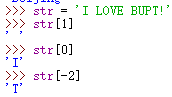 >>> str = 'I LOVE BUPT!'
>>> str[1]
' '
>>> str[0]
'I'
>>> str[-2]
'T'